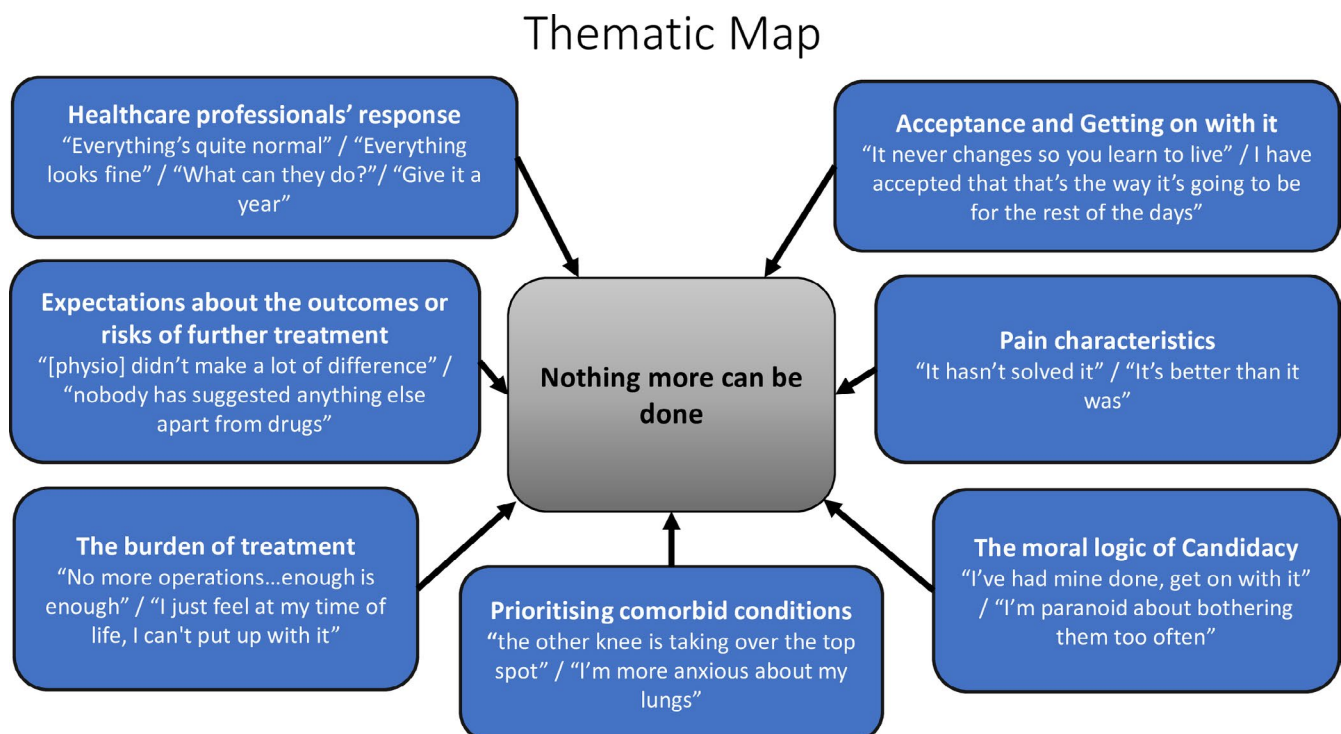 Thematic Map
Healthcare professionals’ response
“Everything’s quite normal” / “Everything
looks fine” / “What can they do?”/ “Give it a
year”
Acceptance and Getting on with it
“It never changes so you learn to live” / I have
accepted that that’s the way it’s going to be
for the rest of the days”
Expectations about the outcomes or
risks of further treatment
“[physio] didn’t make a lot of difference” /
“nobody has suggested anything else
apart from drugs”
Nothing more can be
done
Pain characteristics
“It hasn’t solved it” / “It’s better than it
was”
The burden of treatment
“No more operations...enough is
enough” / “I just feel at my time of
life, I can't put up with it”
Prioritising comorbid conditions
“the other knee is taking over the top
spot” / “I’m more anxious about my
lungs”
The moral logic of Candidacy
“I’ve had mine done, get on with it”
/ “I’m paranoid about bothering
them too often”